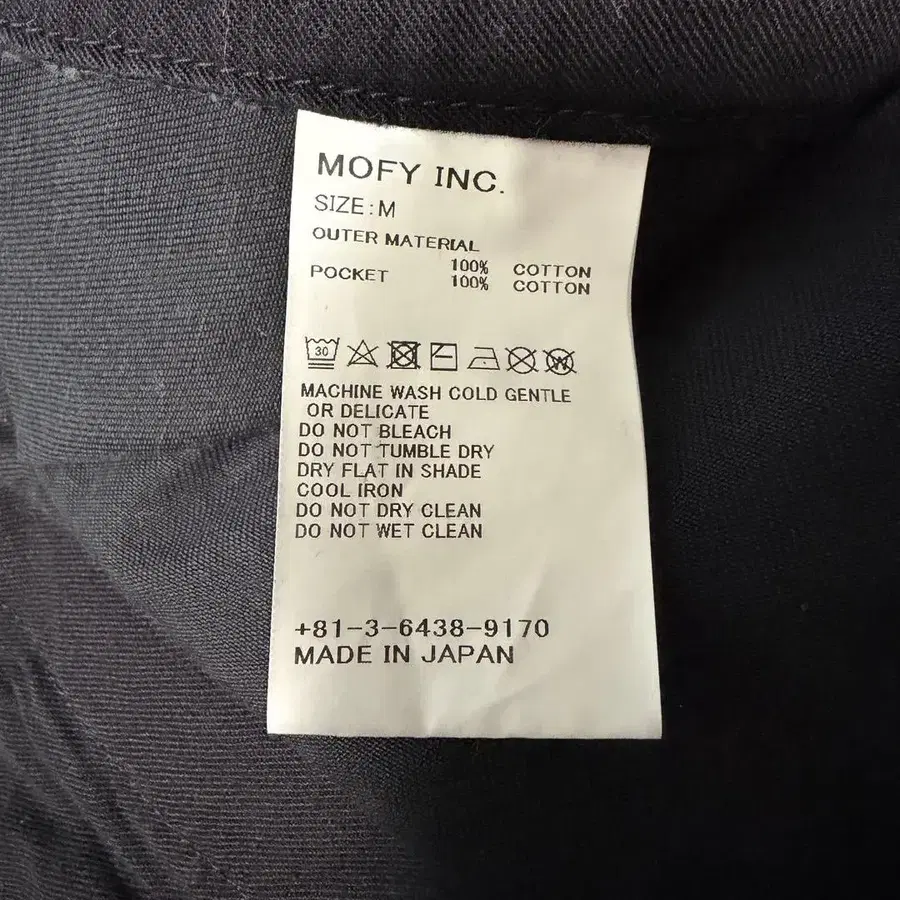 MOFY INC.
SIZE:M
OUTER MATERIAL
100% COTTON
POCKET 100% COTTON
30
W
MACHINE WASH COLD GENTLE
OR DELICATE
DO NOT BLEACH
DO NOT TUMBLE DRY
DRY FLAT IN SHADE
COOL IRON
DO NOT DRY CLEAN
DO NOT WET CLEAN
+81-3-6438-9170
MADE IN JAPAN